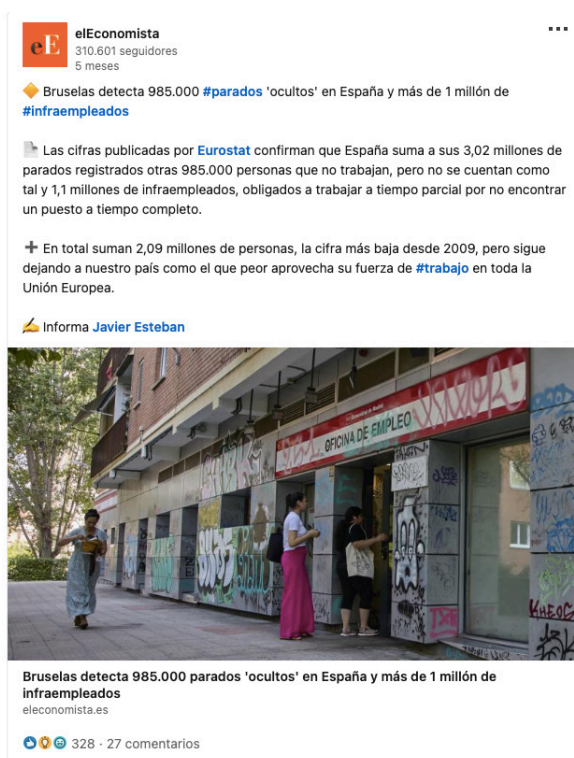 eE
elEconomista
310.601 seguidores
5 meses
Bruselas detecta 985.000 #parados 'ocultos' en España y más de 1 millón de
#infraempleados
Las cifras publicadas por Eurostat confirman que España suma a sus 3,02 millones de
parados registrados otras 985.000 personas que no trabajan, pero no se cuentan como
tal y 1,1 millones de infraempleados, obligados a trabajar a tiempo parcial por no encontrar
un puesto a tiempo completo.
En total suman 2,09 millones de personas, la cifra más baja desde 2009, pero sigue
dejando a nuestro país como el que peor aprovecha su fuerza de #trabajo en toda la
Unión Europea.
Informa Javier Esteban
OFICINA DE EMPLEO
Bruselas detecta 985.000 parados 'ocultos' en España y más de 1 millón de
infraempleados
eleconomista.es
328 · 27 comentarios